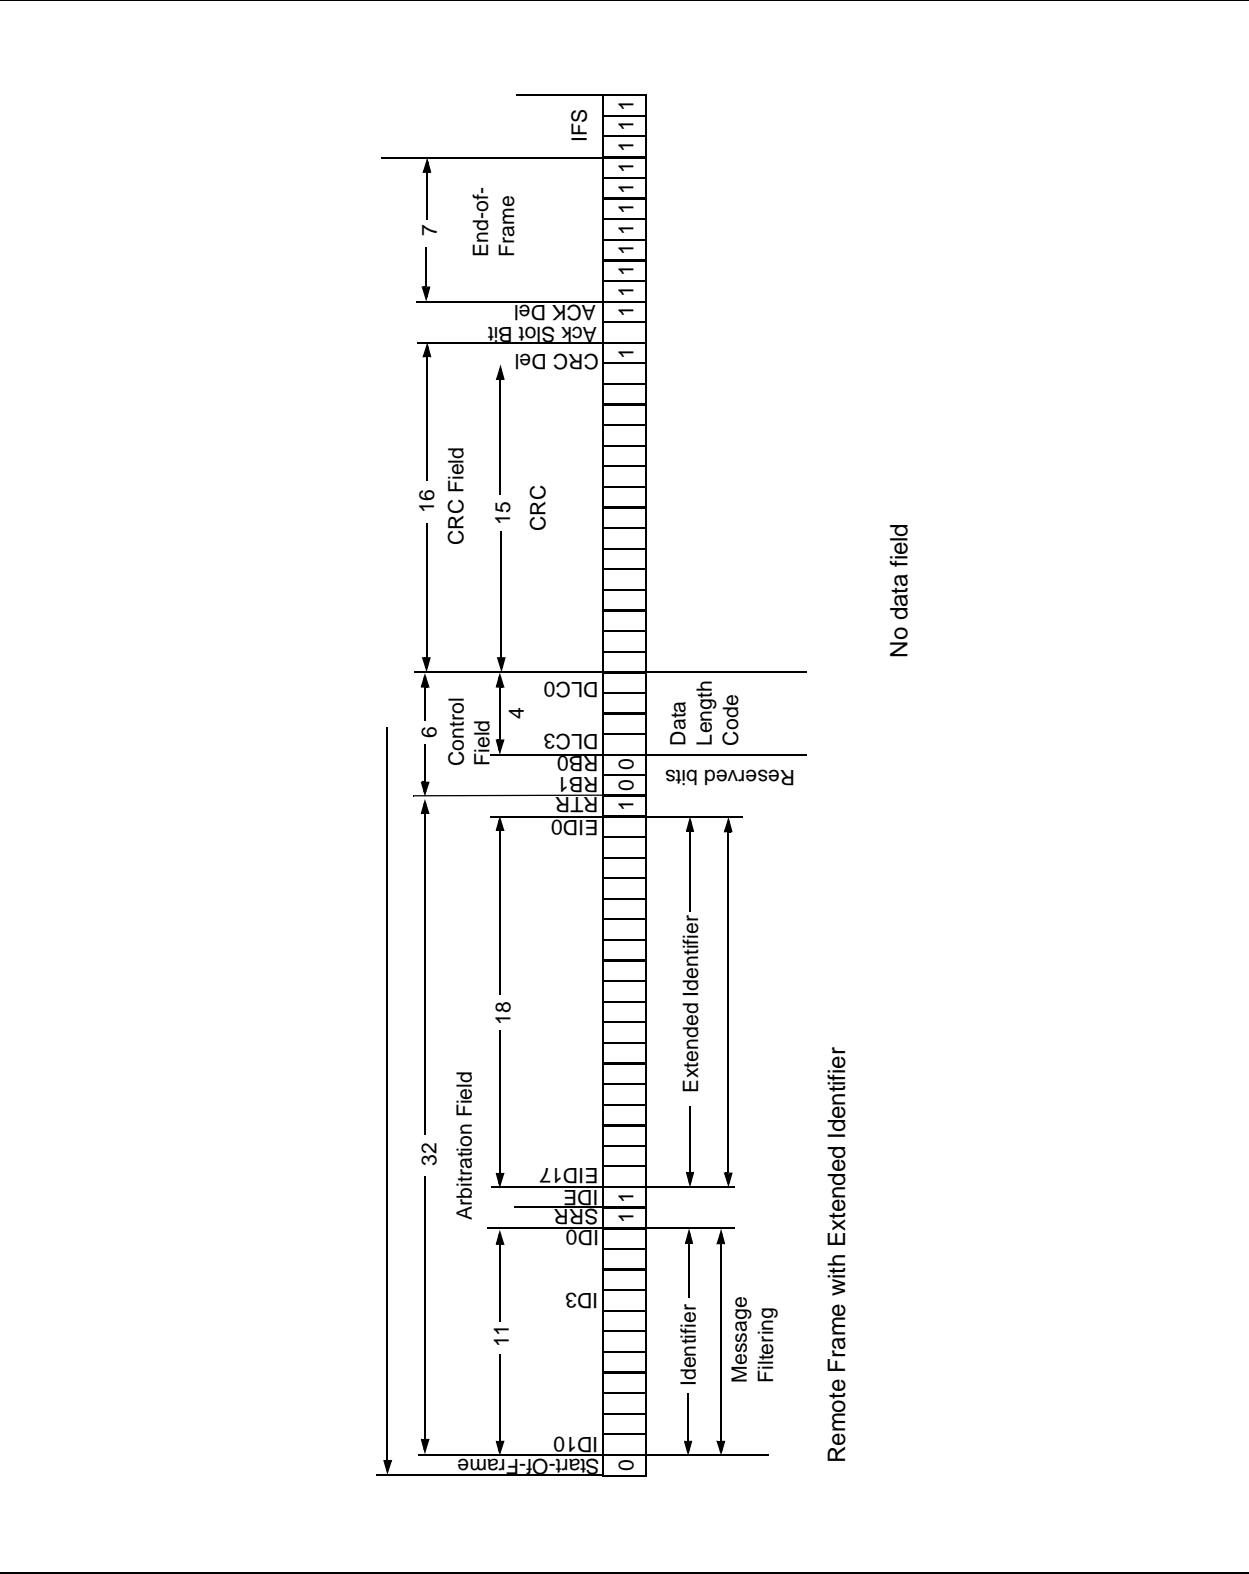 Remote Frame with Extended Identifier
No data field
32
6
16
7
Arbitration Field
Control
Field
CRC Field
End-of-
Frame
IFS
11
18
4
15
CRC
Start-Of-Frame
ID10
ID3
ID0
SRR
IDE
EID17
EID0
RTR
RB1
RB0
DLC3
DLC0
CRC Del
Ack Slot Bit
ACK Del
0 1 1 1 0 0 1 1 1 1 1 1 1 1 1 1 1 1
Identifier
Message
Filtering
Extended Identifier
Reserved bits
Data
Length
Code